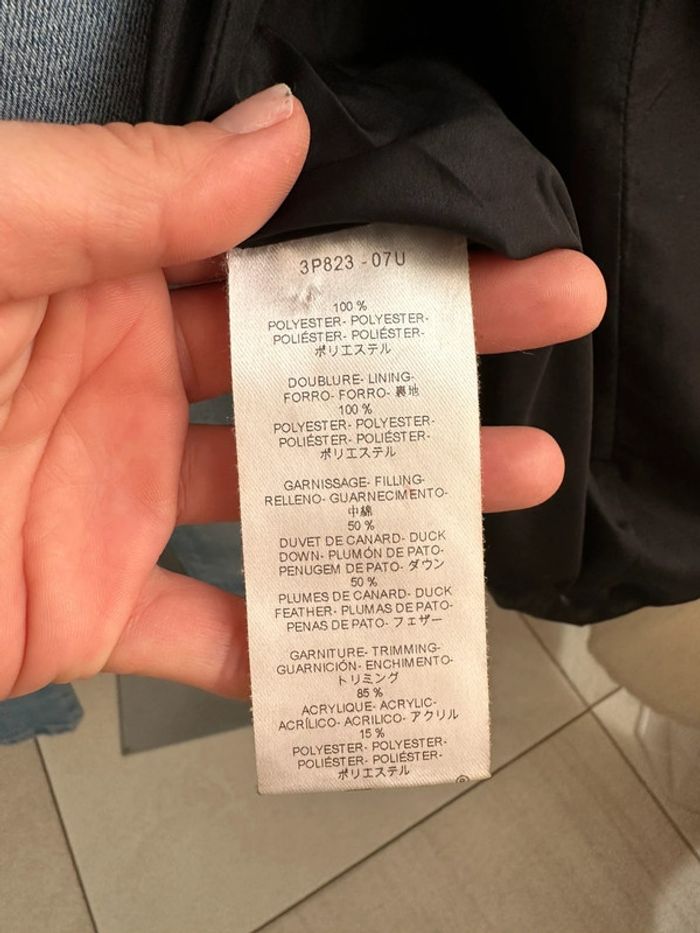 3P823 - 07U
100 %
POLYESTER- POLYESTER-
POLIÉSTER- POLIÉSTER-
ポリエステル
DOUBLURE- LINING-
FORRO- FORRO- 裏地
100 %
POLYESTER- POLYESTER-
POLIÉSTER- POLIÉSTER-
ポリエステル
GARNISSAGE- FILLING-
RELLENO- GUARNECIMENTO-
中綿
50 %
DUVET DE CANARD- DUCK
DOWN- PLUMÓN DE PATO-
PENUGEM DE PATO- ダウン
50 %
PLUMES DE CANARD- DUCK
FEATHER- PLUMAS DE PATO-
PENAS DE PATO- フェザー
GARNITURE- TRIMMING-
GUARNICIÓN- ENCHIMENTO-
トリミング
85 %
ACRYLIQUE- ACRYLIC-
ACRÍLICO- ACRILICO- アクリル
15 %
POLYESTER- POLYESTER-
POLIÉSTER- POLIÉSTER-
ポリエステル